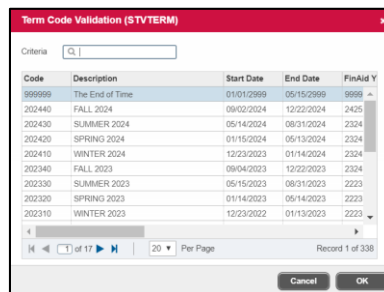 Term Code Validation (STVTERM)
Criteria
Code Description Start Date End Date FinAid Y
999999 The End of Time 01/01/2999 05/15/2999 9999
202440 FALL 2024 09/02/2024 12/22/2024 2425
202430 SUMMER 2024 05/14/2024 08/31/2024 2324
202420 SPRING 2024 01/15/2024 05/13/2024 2324
202410 WINTER 2024 12/23/2023 01/14/2024 2324
202340 FALL 2023 09/04/2023 12/22/2023 2324
202330 SUMMER 2023 05/15/2023 08/31/2023 2223
202320 SPRING 2023 01/14/2023 05/14/2023 2223
202310 WINTER 2023 12/23/2022 01/13/2023 2223
1 of 17 20 Per Page Record 1 of 338
Cancel OK